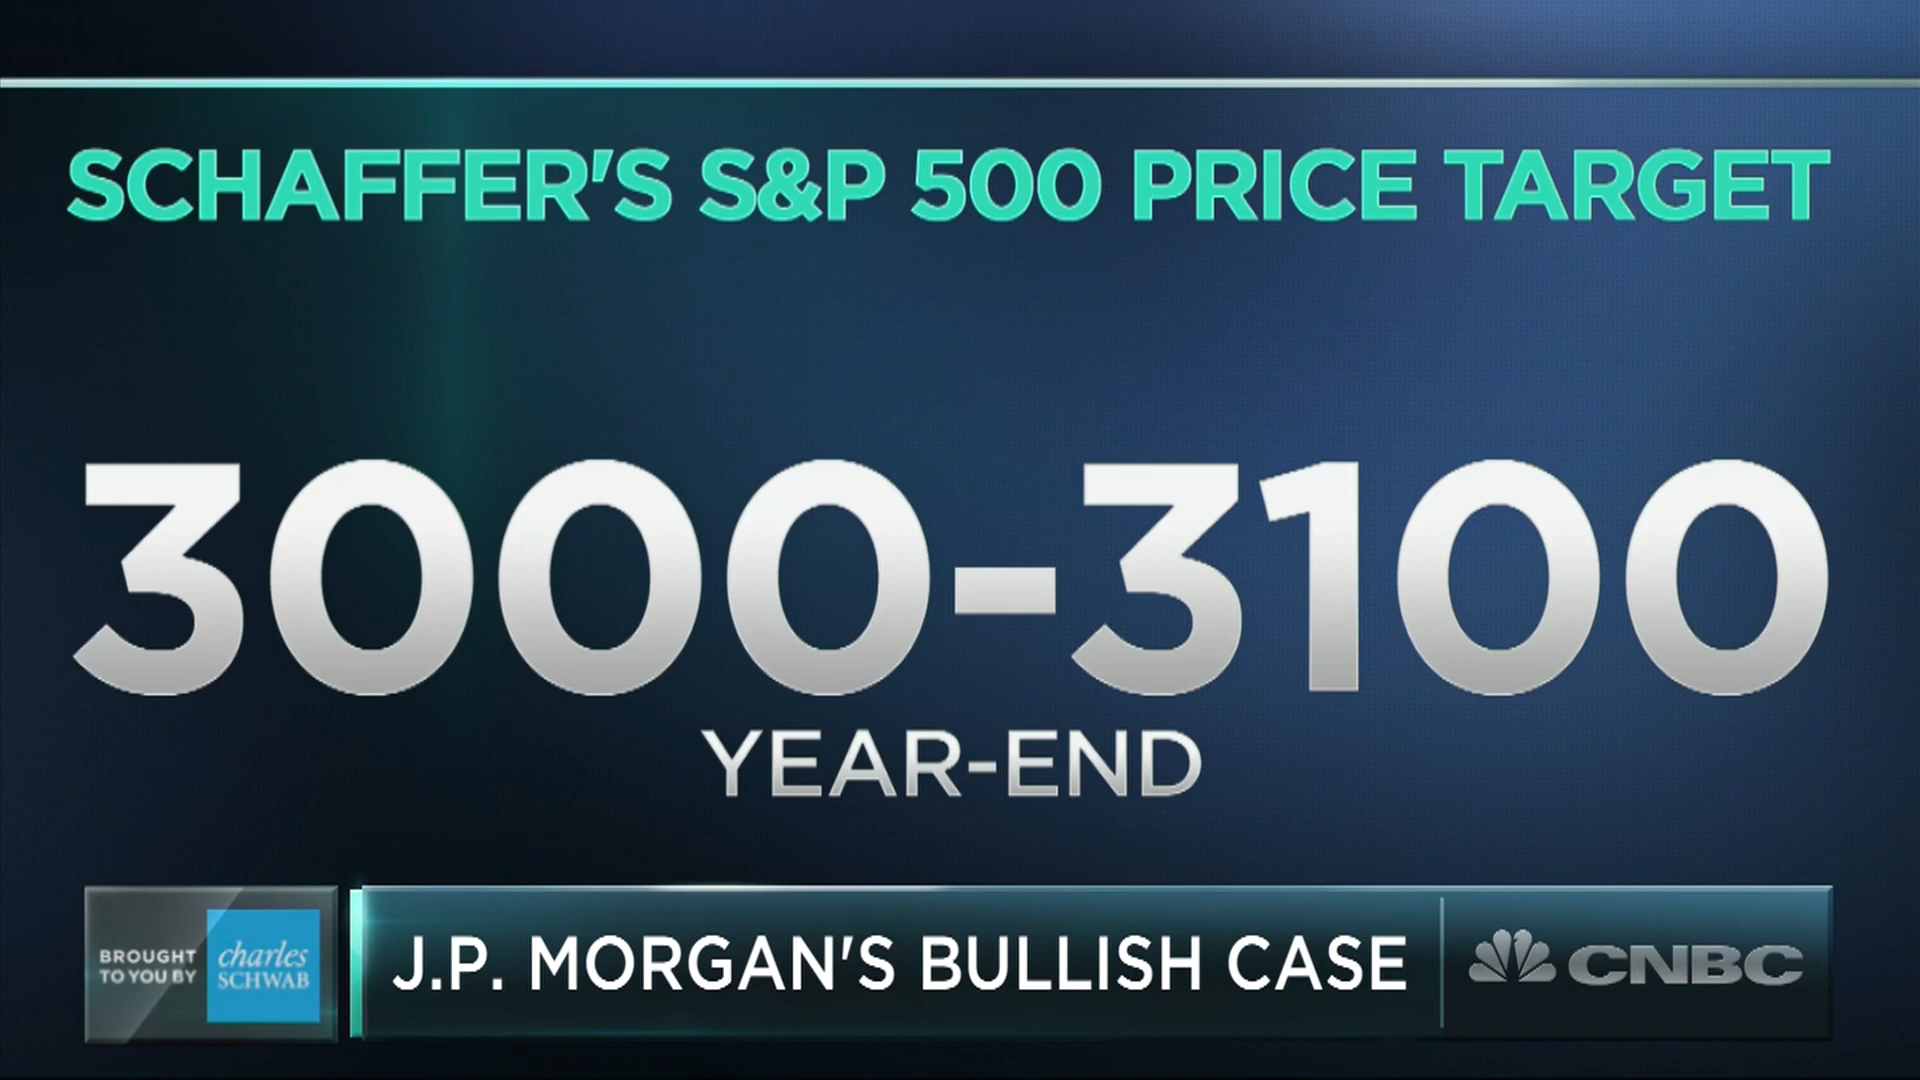 SCHAFFER'S S&P 500 PRICE TARGET
3000-3100
YEAR-END
BROUGHT
TO YOU BY
charles
SCHWAB
J.P. MORGAN'S BULLISH CASE
CNBC